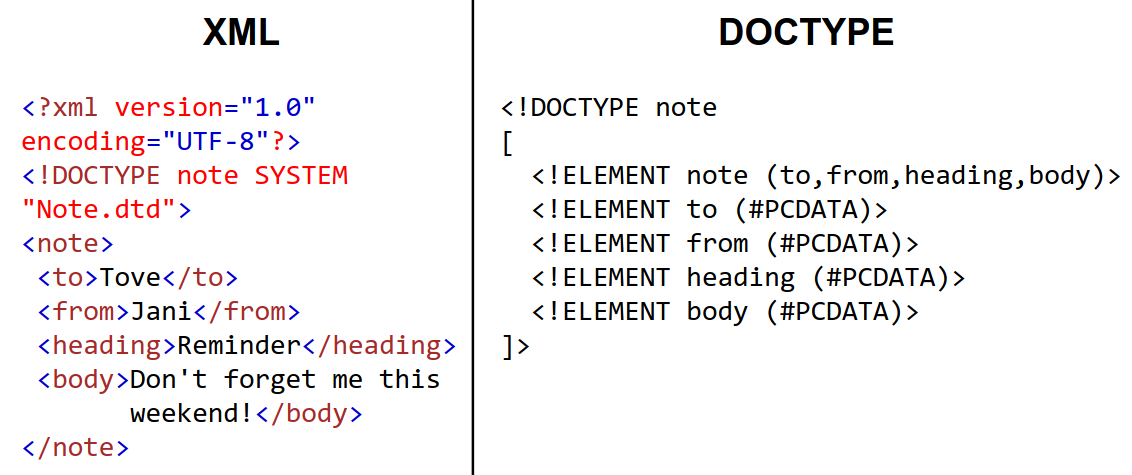 XML
<?xml version="1.0"
encoding="UTF-8"?>
<!DOCTYPE note SYSTEM
"Note.dtd">
<note>
<to>Tove</to>
<from>Jani</from>
<heading>Reminder</heading>
<body>Don't forget me this
weekend!</body>
</note>
DOCTYPE
<!DOCTYPE note
[
<!ELEMENT note (to,from,heading,body)>
<!ELEMENT to (#PCDATA)>
<!ELEMENT from (#PCDATA)>
<!ELEMENT heading (#PCDATA)>
<!ELEMENT body (#PCDATA)>
]>